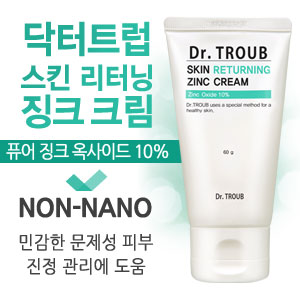 닥터트럽
스킨 리터닝
징크 크림
퓨어 징크 옥사이드 10%
NON-NANO
민감한 문제성 피부
진정 관리에 도움
Dr. TROUB
SKIN RETURNING
ZINC CREAM
Zinc Oxide 10%
Dr.TROUB uses a special method for a
healthy skin.
60 g
Dr. TROUB